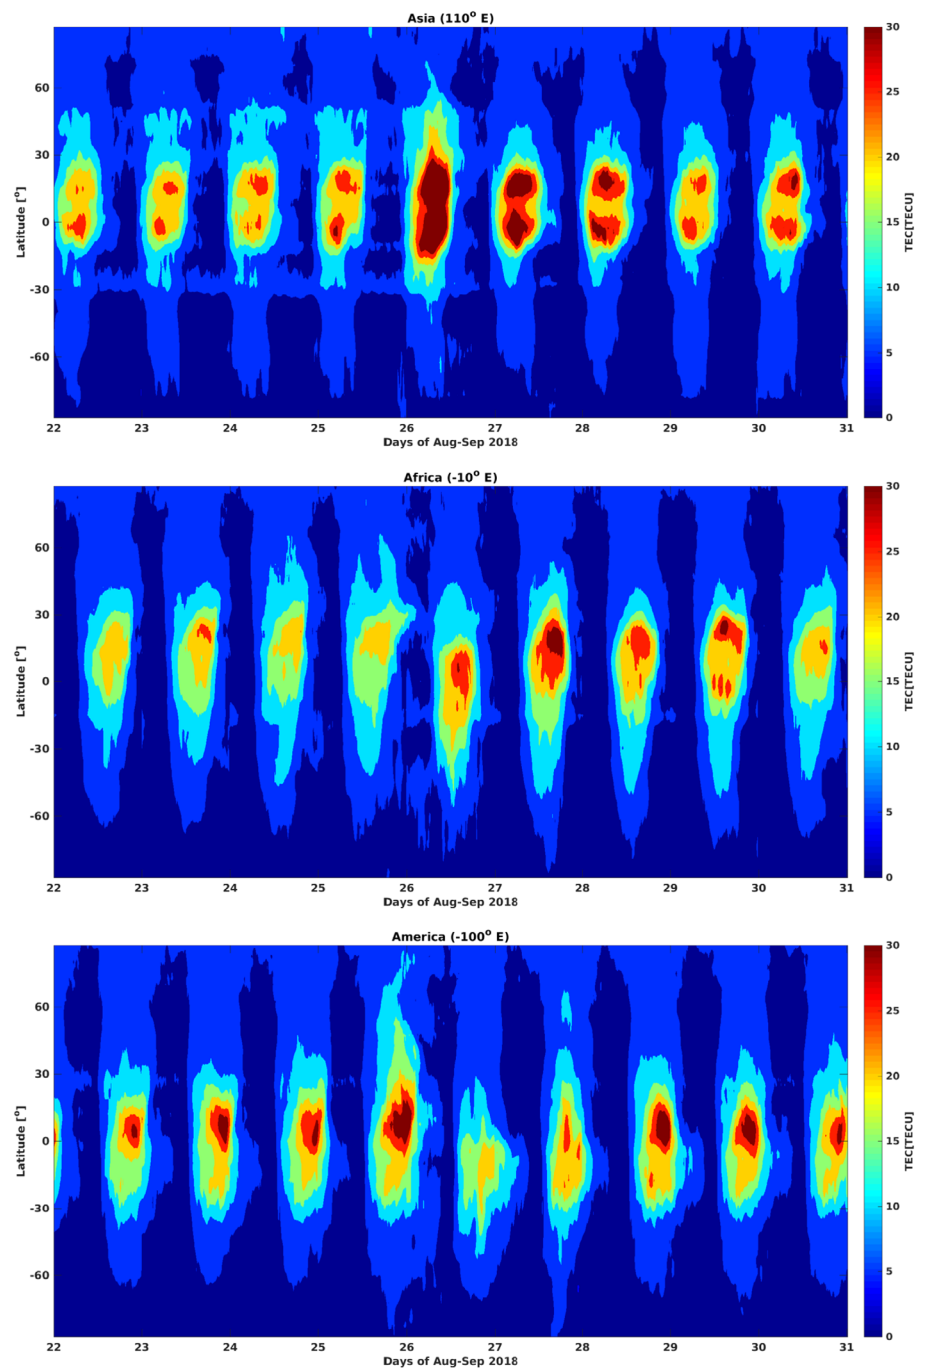 Asia (110° E)
Latitude [°]
60
30
0
-30
-60
22 23 24 25 26 27 28 29 30 31
Days of Aug-Sep 2018
30
25
20
15
10
5
0
TEC[TECU]
Africa (-10° E)
Latitude [°]
60
30
0
-30
-60
22 23 24 25 26 27 28 29 30 31
Days of Aug-Sep 2018
30
25
20
15
10
5
0
TEC[TECU]
America (-100° E)
Latitude [°]
60
30
0
-30
-60
22 23 24 25 26 27 28 29 30 31
Days of Aug-Sep 2018
30
25
20
15
10
5
0
TEC[TECU]